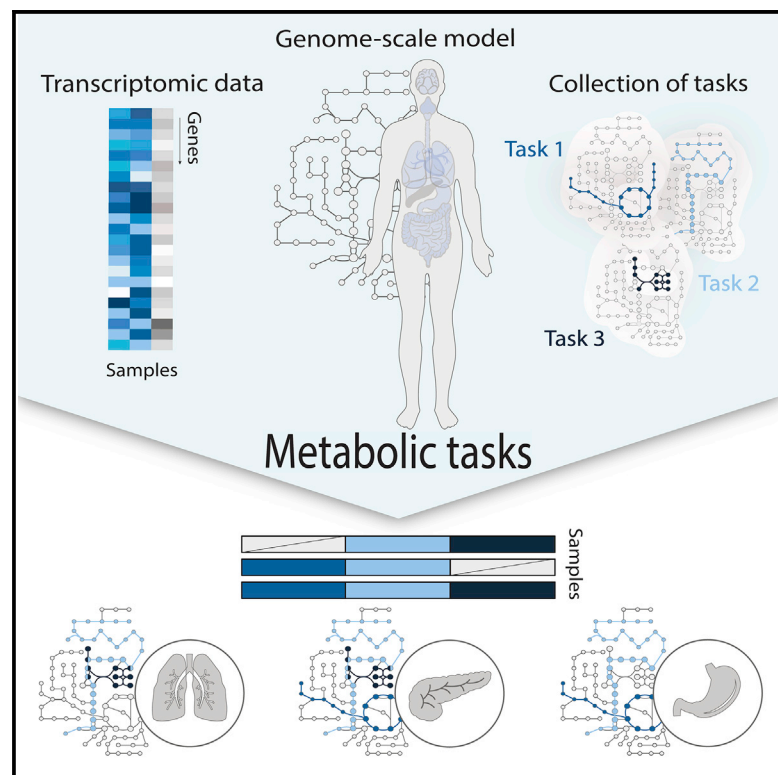 Genome-scale model
Transcriptomic data
Collection of tasks
Genes
Task 1
Task 2
Task 3
Samples
Metabolic tasks
Samples